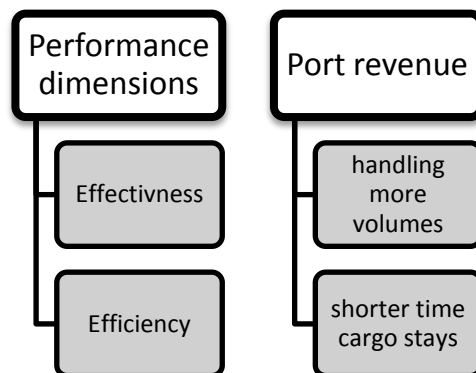 Performance
dimensions
Effectivness
Efficiency
Port revenue
handling
more
volumes
shorter time
cargo stays